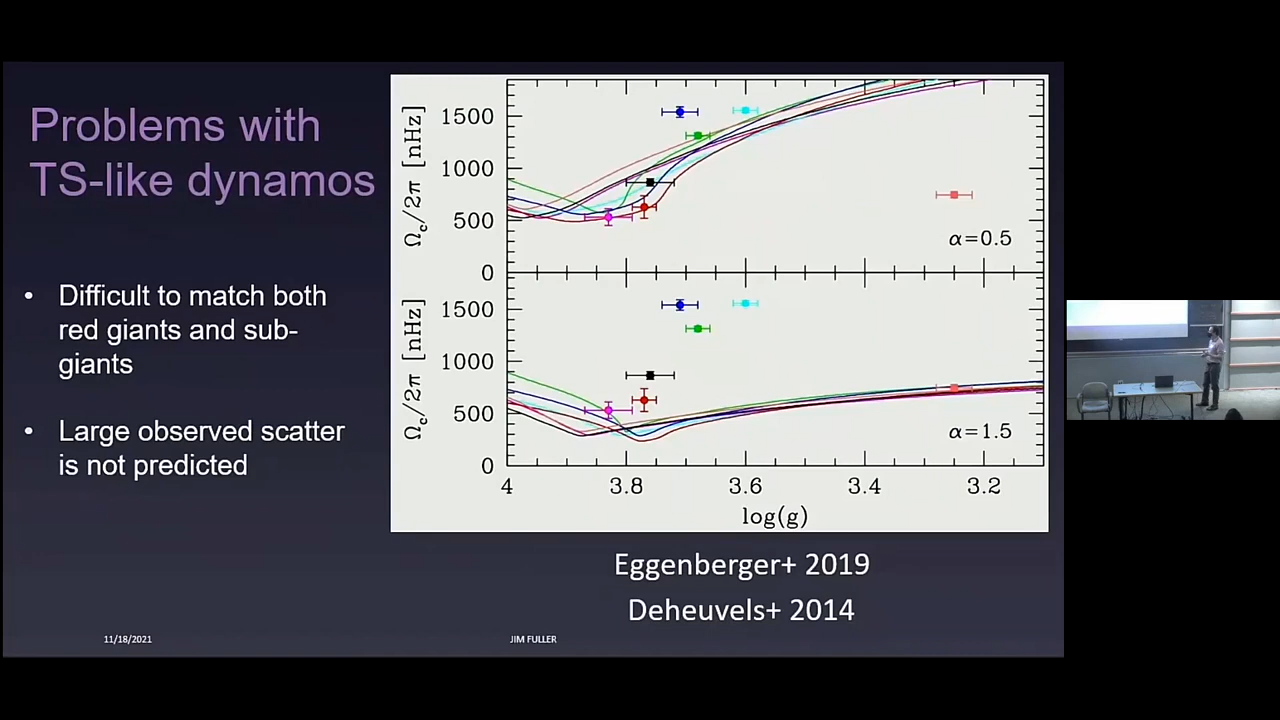 Problems with
TS-like dynamos
• Difficult to match both
red giants and sub-
giants
• Large observed scatter
is not predicted
Ω_c/2π [nHz]
1500
1000
500
0
α=0.5
Ω_c/2π [nHz]
1500
1000
500
0
α=1.5
4 3.8 3.6 3.4 3.2
log(g)
Eggenberger+ 2019
Deheuvels+ 2014
11/18/2021 JIM FULLER